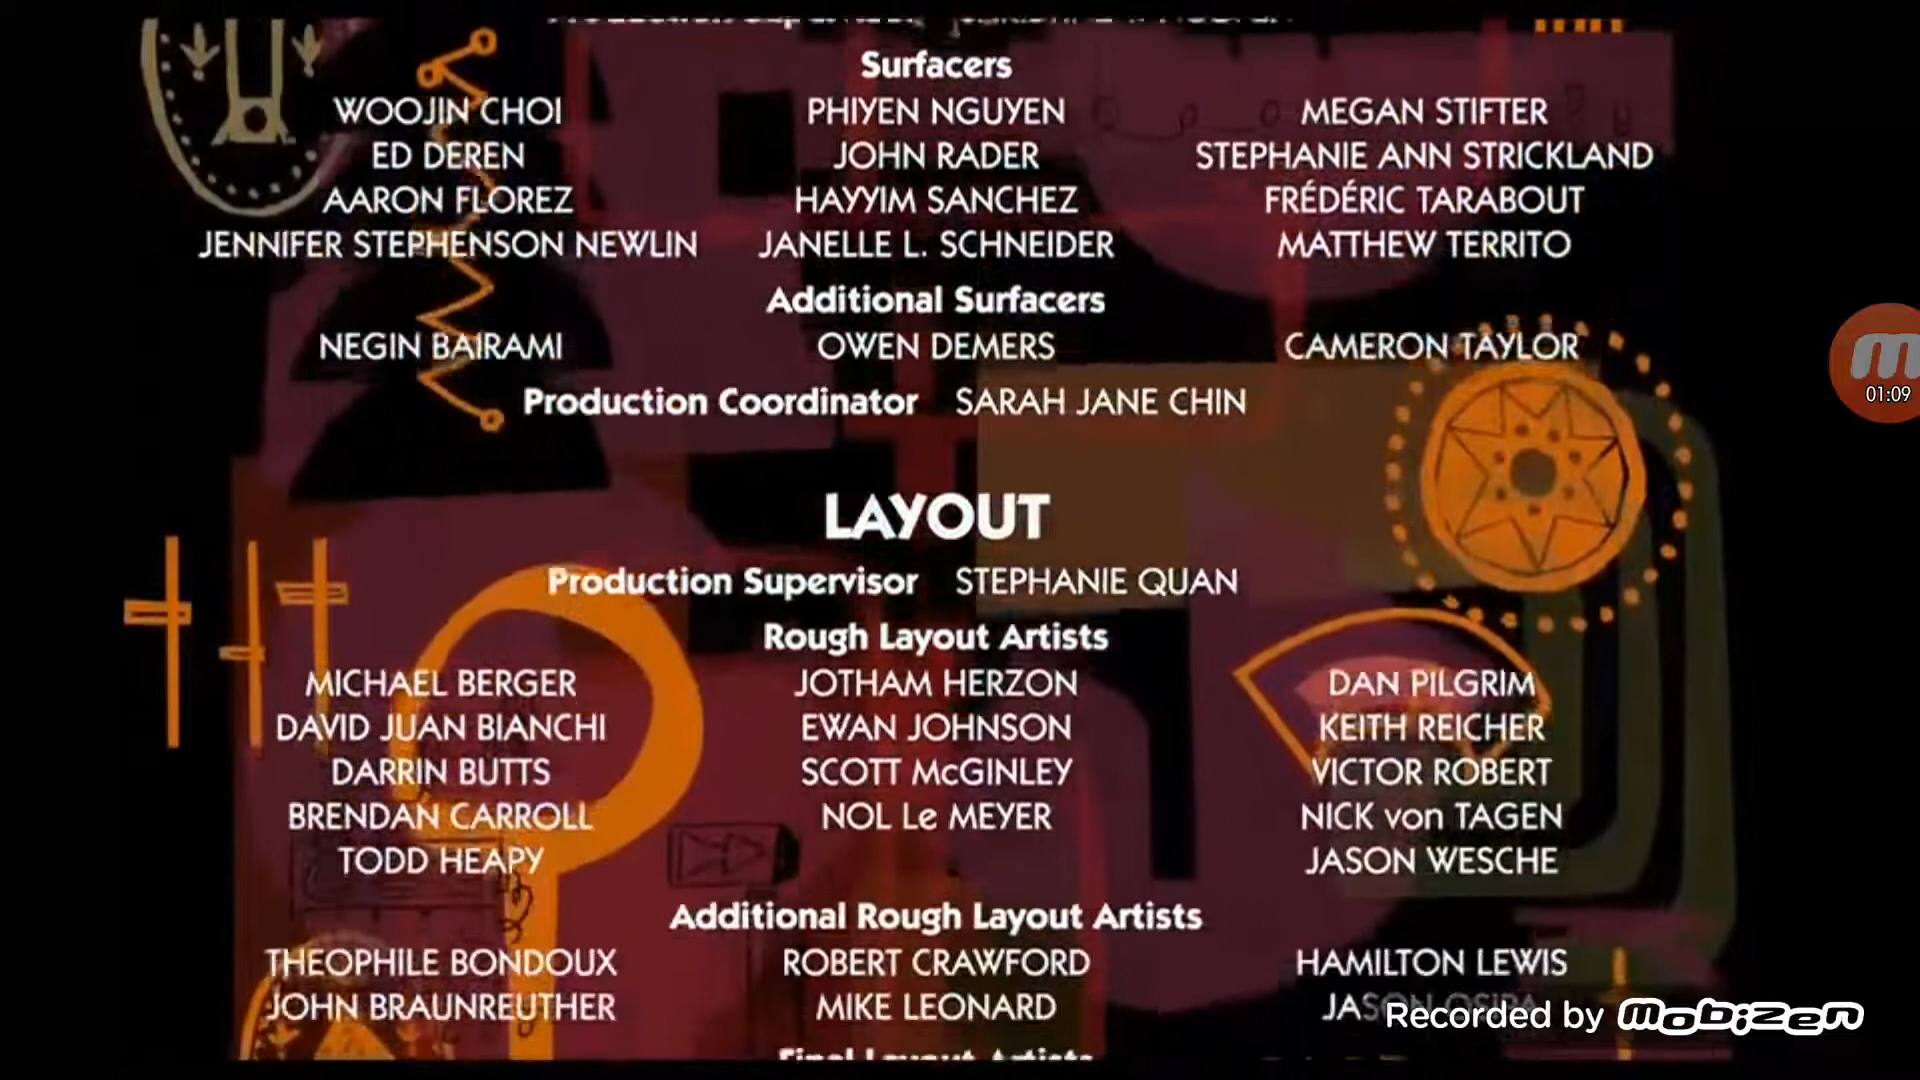 Surfacers
WOOJIN CHOI PHIYEN NGUYEN MEGAN STIFTER
ED DEREN JOHN RADER STEPHANIE ANN STRICKLAND
AARON FLOREZ HAYYIM SANCHEZ FRÉDÉRIC TARABOUT
JENNIFER STEPHENSON NEWLIN JANELLE L. SCHNEIDER MATTHEW TERRITO
Additional Surfacers
NEGIN BAIRAMI OWEN DEMERS CAMERON TAYLOR
01:09
Production Coordinator SARAH JANE CHIN
LAYOUT
Production Supervisor STEPHANIE QUAN
Rough Layout Artists
MICHAEL BERGER JOTHAM HERZON DAN PILGRIM
DAVID JUAN BIANCHI EWAN JOHNSON KEITH REICHER
DARRIN BUTTS SCOTT McGINLEY VICTOR ROBERT
BRENDAN CARROLL NOL Le MEYER NICK von TAGEN
TODD HEAPY JASON WESCHE
Additional Rough Layout Artists
THEOPHILE BONDOUX ROBERT CRAWFORD HAMILTON LEWIS
JOHN BRAUNREUTHER MIKE LEONARD JASON
Recorded by mobizen
Final Layout Artists